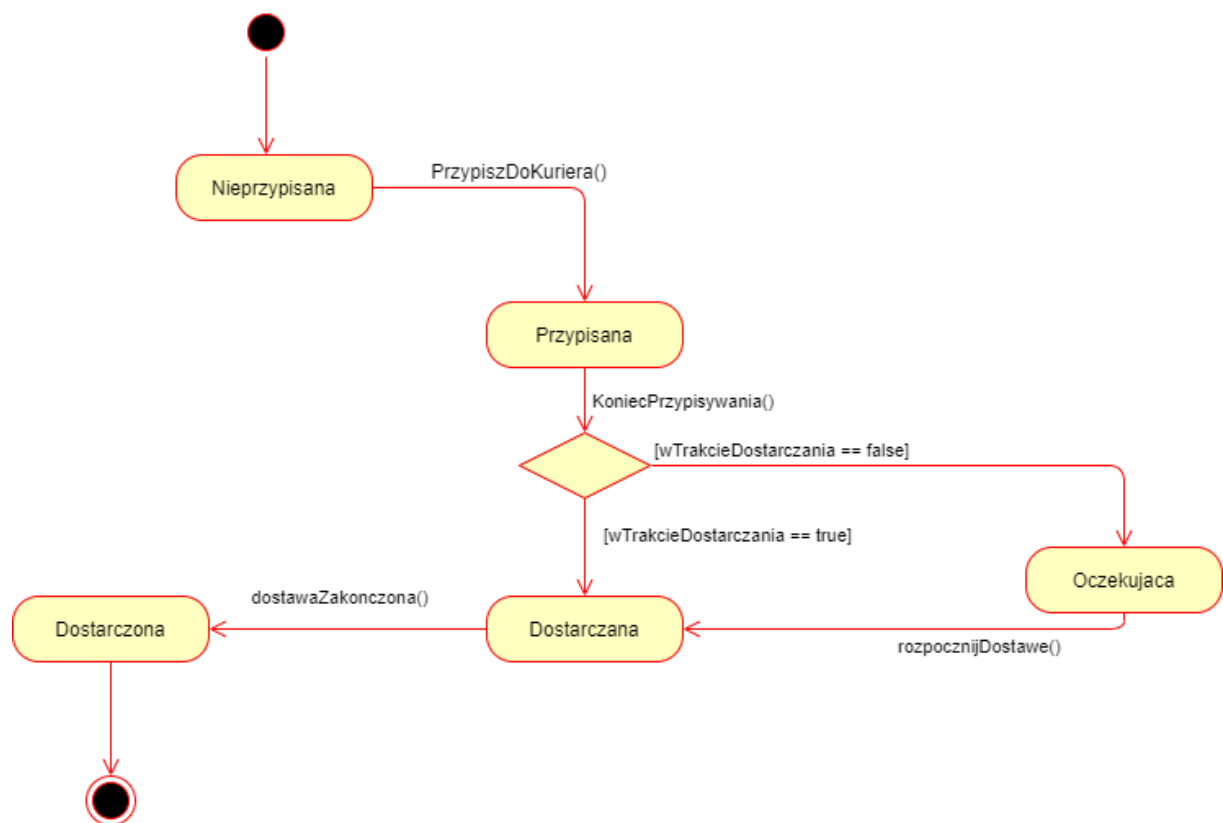 PrzypiszDoKuriera()
Nieprzypisana
Przypisana
KoniecPrzypisywania()
[wTrakcieDostarczania == false]
[wTrakcieDostarczania == true]
Oczekujaca
dostawaZakonczona()
Dostarczona
Dostarczana
rozpocznijDostawe()